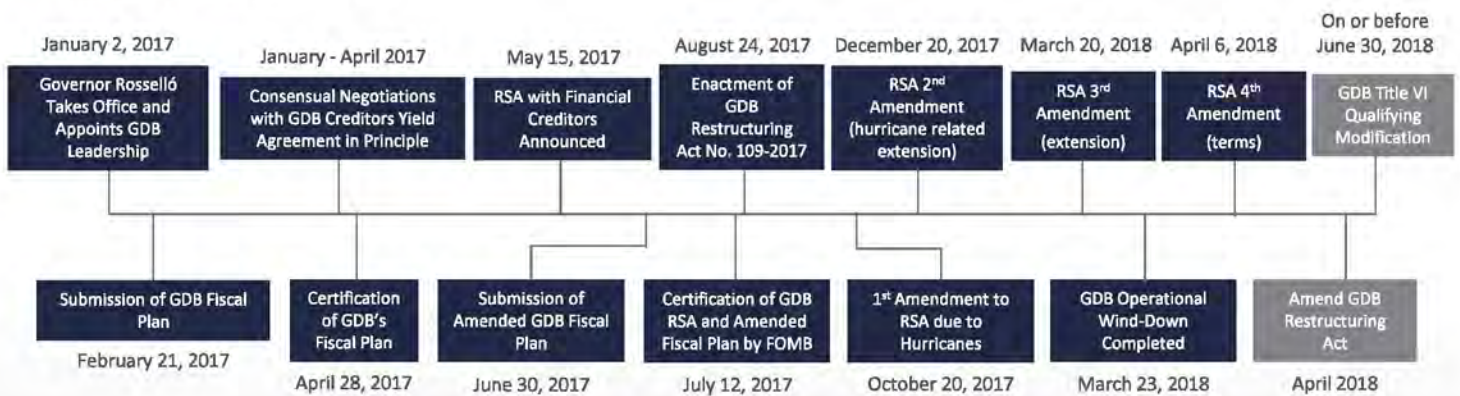 January 2, 2017
Governor Rosselló
Takes Office and
Appoints GDB
Leadership
January - April 2017
Consensual Negotiations
with GDB Creditors Yield
Agreement in Principle
May 15, 2017
RSA with Financial
Creditors
Announced
August 24, 2017
Enactment of
GDB
Restructuring
Act No. 109-2017
December 20, 2017
RSA 2nd
Amendment
(hurricane related
extension)
March 20, 2018
RSA 3rd
Amendment
(extension)
April 6, 2018
RSA 4th
Amendment
(terms)
On or before
June 30, 2018
GDB Title VI
Qualifying
Modification
Submission of GDB Fiscal
Plan
February 21, 2017
Certification
of GDB's
Fiscal Plan
April 28, 2017
Submission of
Amended GDB Fiscal
Plan
June 30, 2017
Certification of GDB
RSA and Amended
Fiscal Plan by FOMB
July 12, 2017
1st Amendment to
RSA due to
Hurricanes
October 20, 2017
GDB Operational
Wind-Down
Completed
March 23, 2018
Amend GDB
Restructuring
Act
April 2018